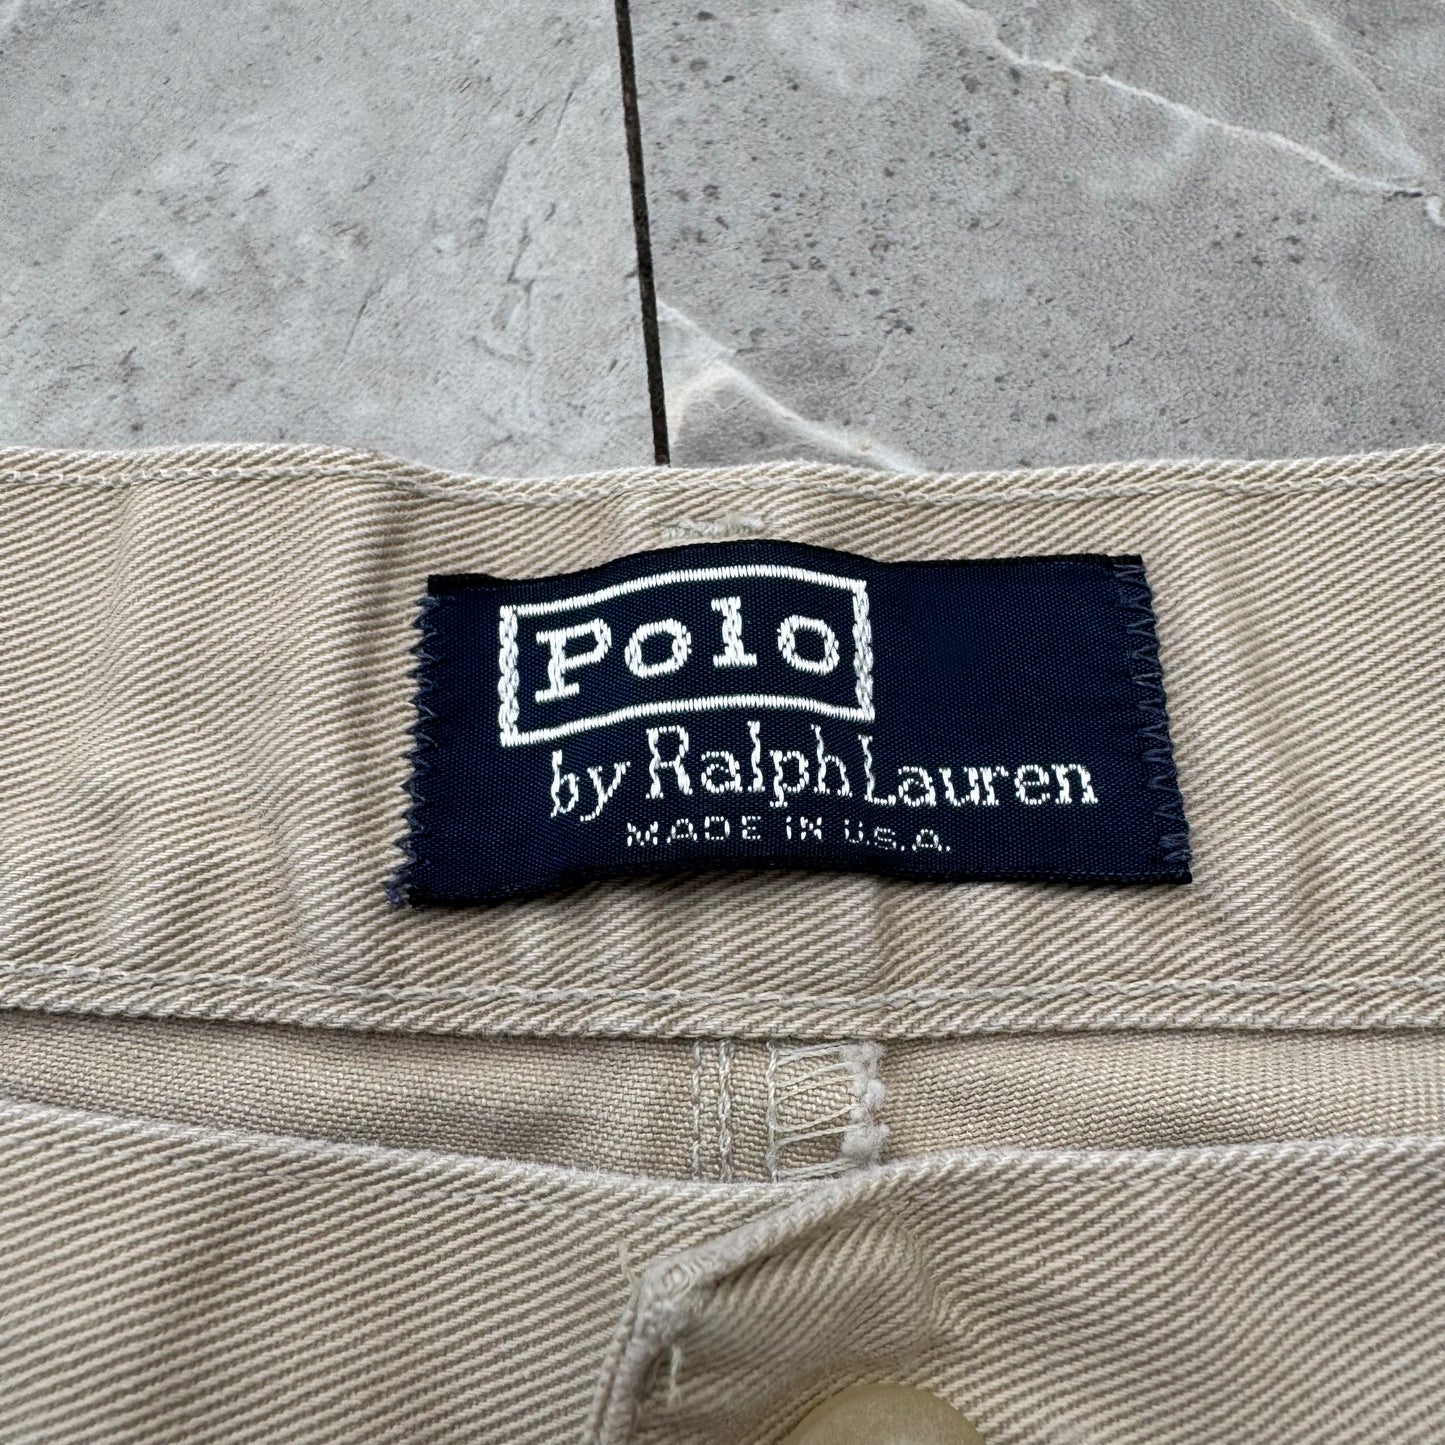 Polo
by Ralph Lauren
MADE IN U.S.A.